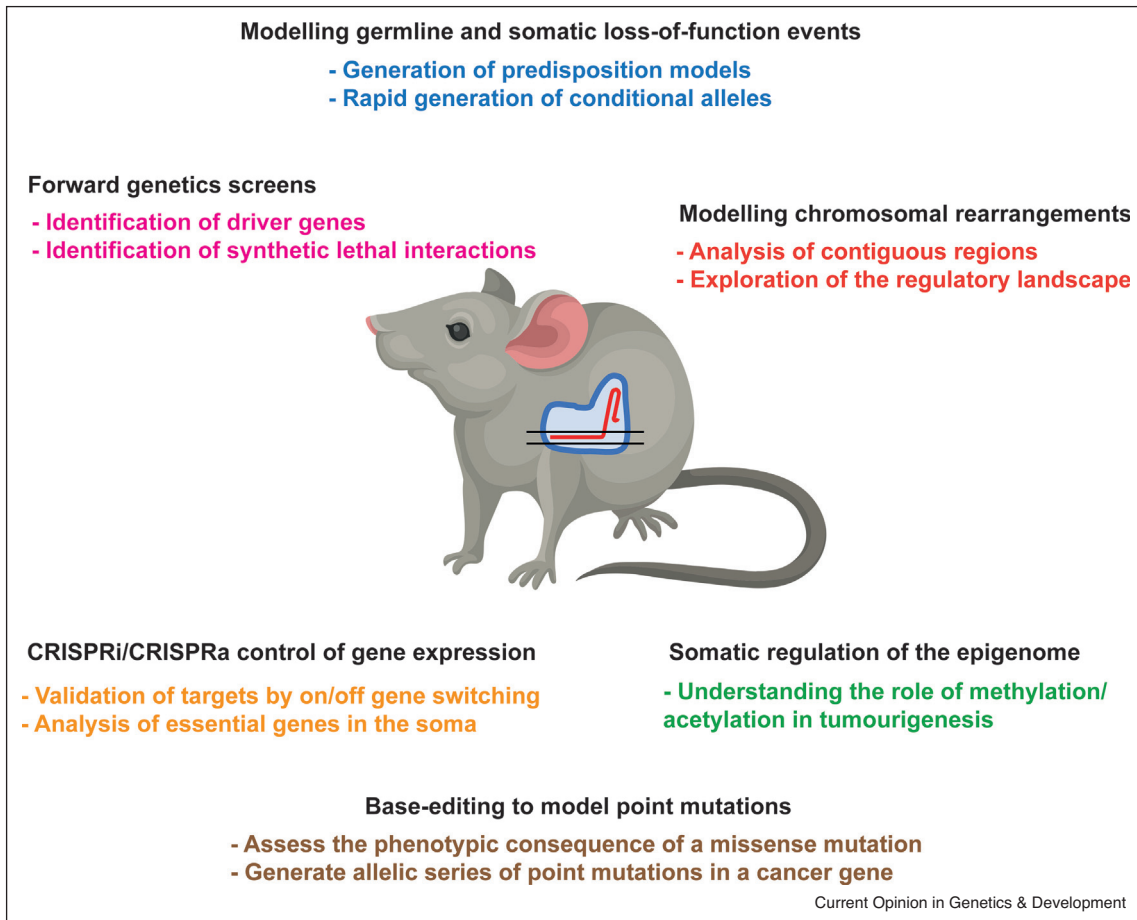 Modelling germline and somatic loss-of-function events
- Generation of predisposition models
- Rapid generation of conditional alleles
Forward genetics screens
- Identification of driver genes
- Identification of synthetic lethal interactions
Modelling chromosomal rearrangements
- Analysis of contiguous regions
- Exploration of the regulatory landscape
CRISPRi/CRISPRa control of gene expression
- Validation of targets by on/off gene switching
- Analysis of essential genes in the soma
Somatic regulation of the epigenome
- Understanding the role of methylation/
acetylation in tumourigenesis
Base-editing to model point mutations
- Assess the phenotypic consequence of a missense mutation
- Generate allelic series of point mutations in a cancer gene
Current Opinion in Genetics & Development